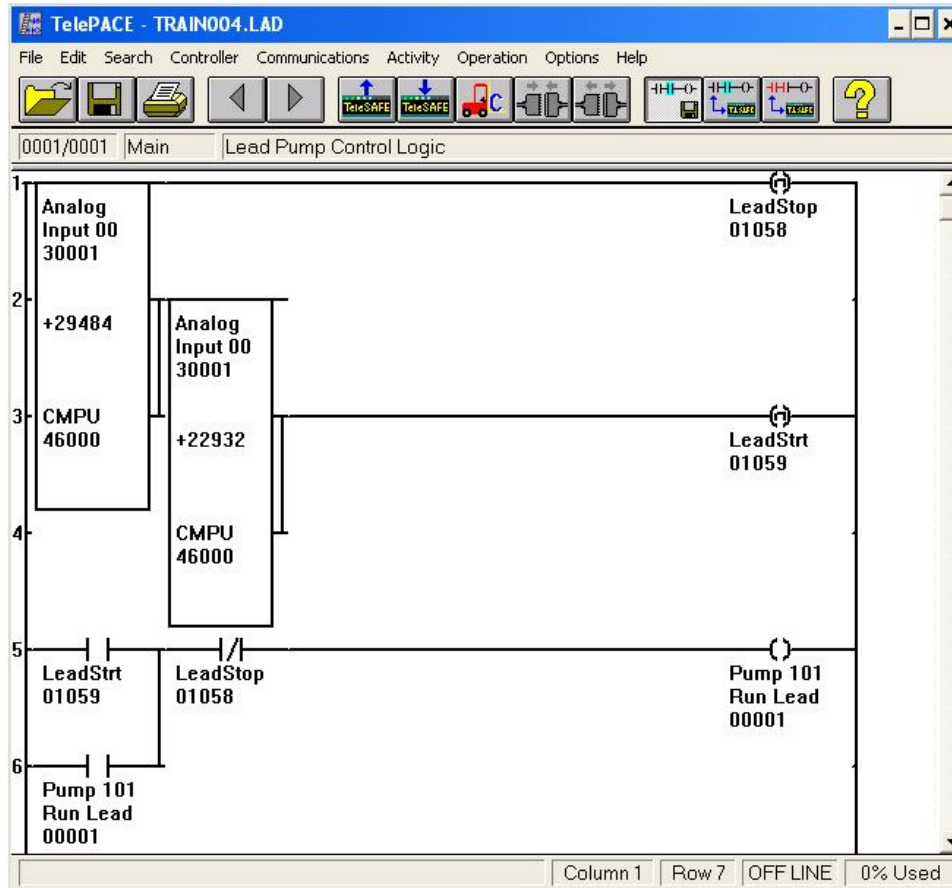 TelePACE - TRAIN004.LAD
File Edit Search Controller Communications Activity Operation Options Help
TeleSAFE TeleSAFE C TLSAFE TLSAFE ?
0001/0001 Main Lead Pump Control Logic
1
Analog
Input 00
30001
LeadStop
01058
2
+29484
Analog
Input 00
30001
3
CMPU
46000
+22932
LeadStrt
01059
4
CMPU
46000
5
LeadStrt
01059
LeadStop
01058
Pump 101
Run Lead
00001
6
Pump 101
Run Lead
00001
Column 1 Row 7 OFF LINE 0% Used